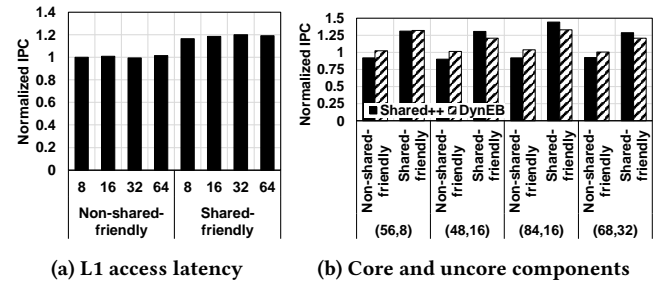 Normalized IPC
1.4
1.2
1
0.8
0.6
0.4
0.2
0
8 16 32 64 8 16 32 64
Non-shared-friendly
Shared-friendly
(a) L1 access latency
Normalized IPC
1.5
1.25
1
0.75
0.5
0.25
0
Shared++ DynEB
Non-shared-friendly
Shared-friendly
Non-shared-friendly
Shared-friendly
Non-shared-friendly
Shared-friendly
Non-shared-friendly
Shared-friendly
(56,8) (48,16) (84,16) (68,32)
(b) Core and uncore components